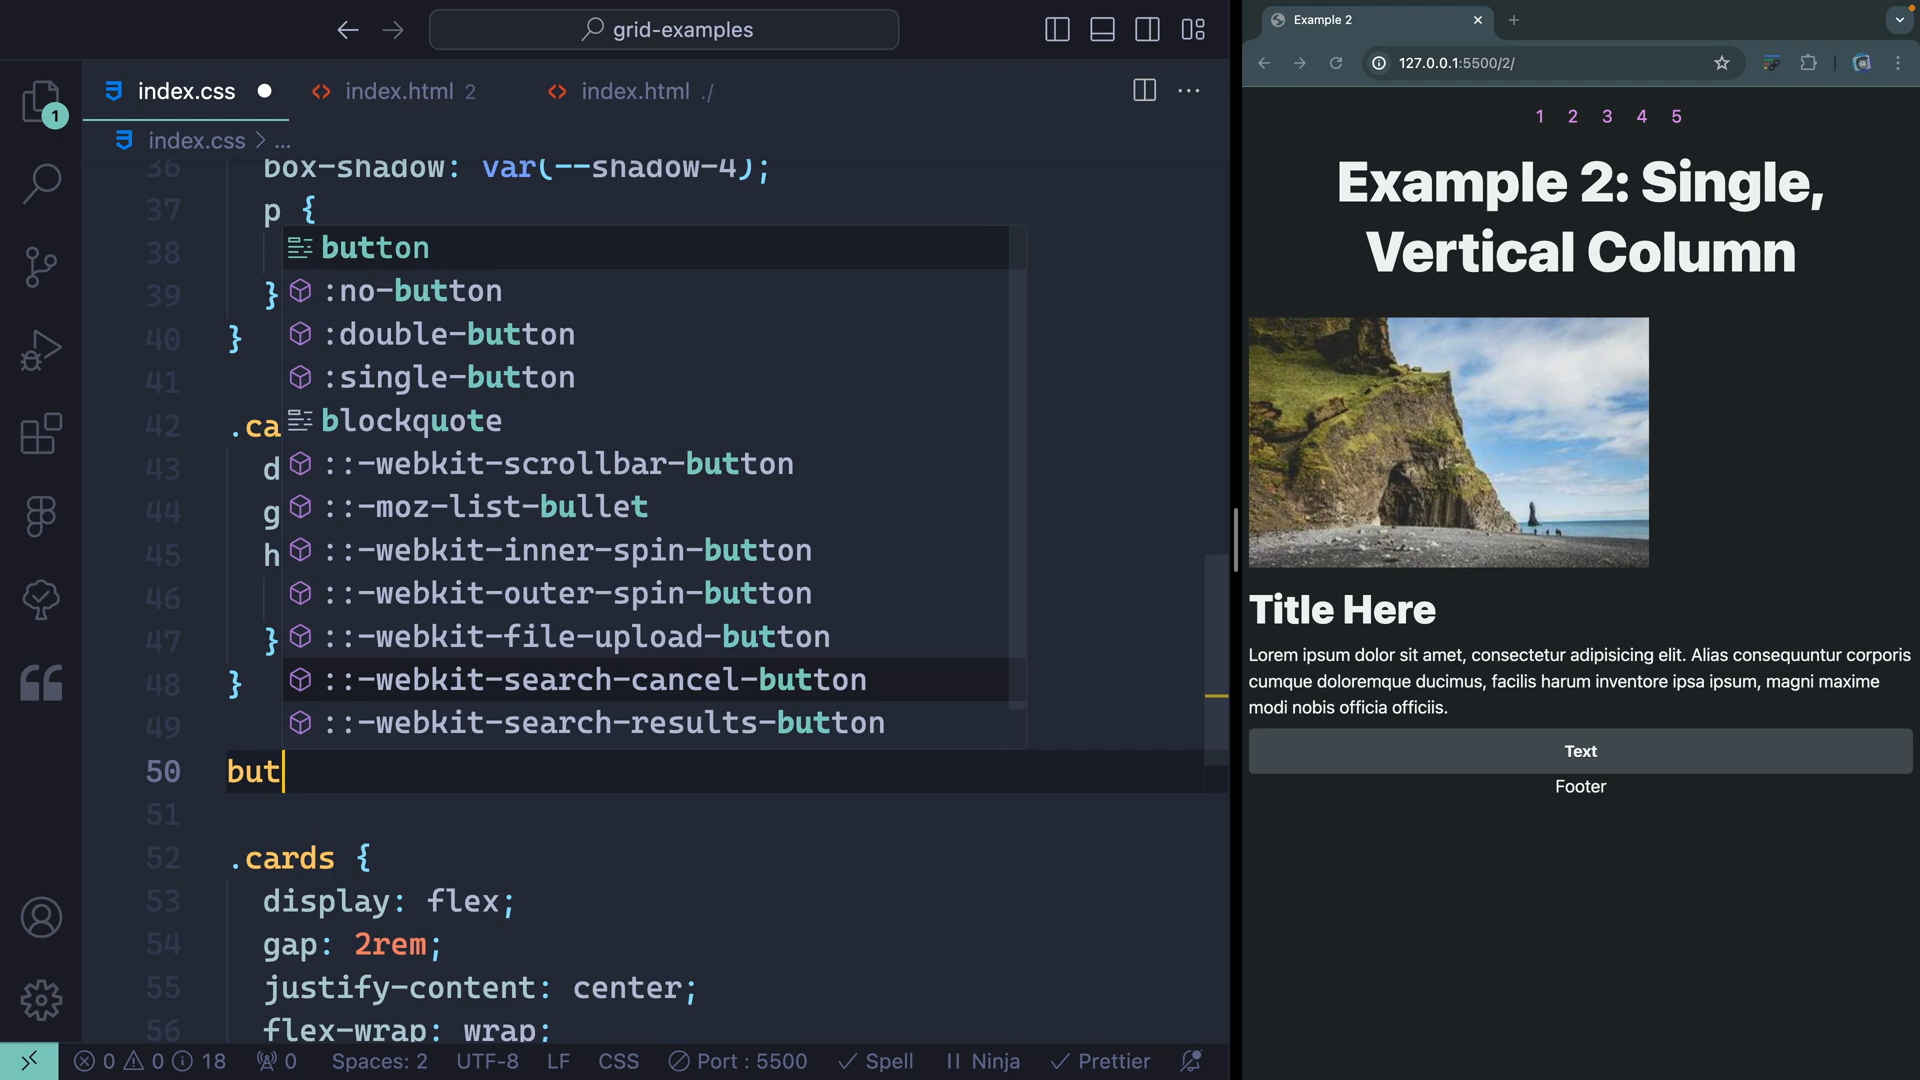 grid-examples
index.css
index.html 2
index.html ./
index.css > ...
1
36 box-shadow: var(--shadow-4);
37 p {
38
39 }
40 }
41
42 .ca
43 d
44 g
45 h
46
47 }
48 }
49
button
:no-button
:double-button
:single-button
blockquote
::-webkit-scrollbar-button
::-moz-list-bullet
::-webkit-inner-spin-button
::-webkit-outer-spin-button
::-webkit-file-upload-button
::-webkit-search-cancel-button
::-webkit-search-results-button
50 but
51
52 .cards {
53 display: flex;
54 gap: 2rem;
55 justify-content: center;
56 flex-wrap: wrap;
0 0 18 0 Spaces: 2 UTF-8 LF CSS Port : 5500 Spell Ninja Prettier
Example 2
127.0.0.1:5500/2/
1 2 3 4 5
Example 2: Single,
Vertical Column
Title Here
Lorem ipsum dolor sit amet, consectetur adipisicing elit. Alias consequuntur corporis
cumque doloremque ducimus, facilis harum inventore ipsa ipsum, magni maxime
modi nobis officia officiis.
Text
Footer